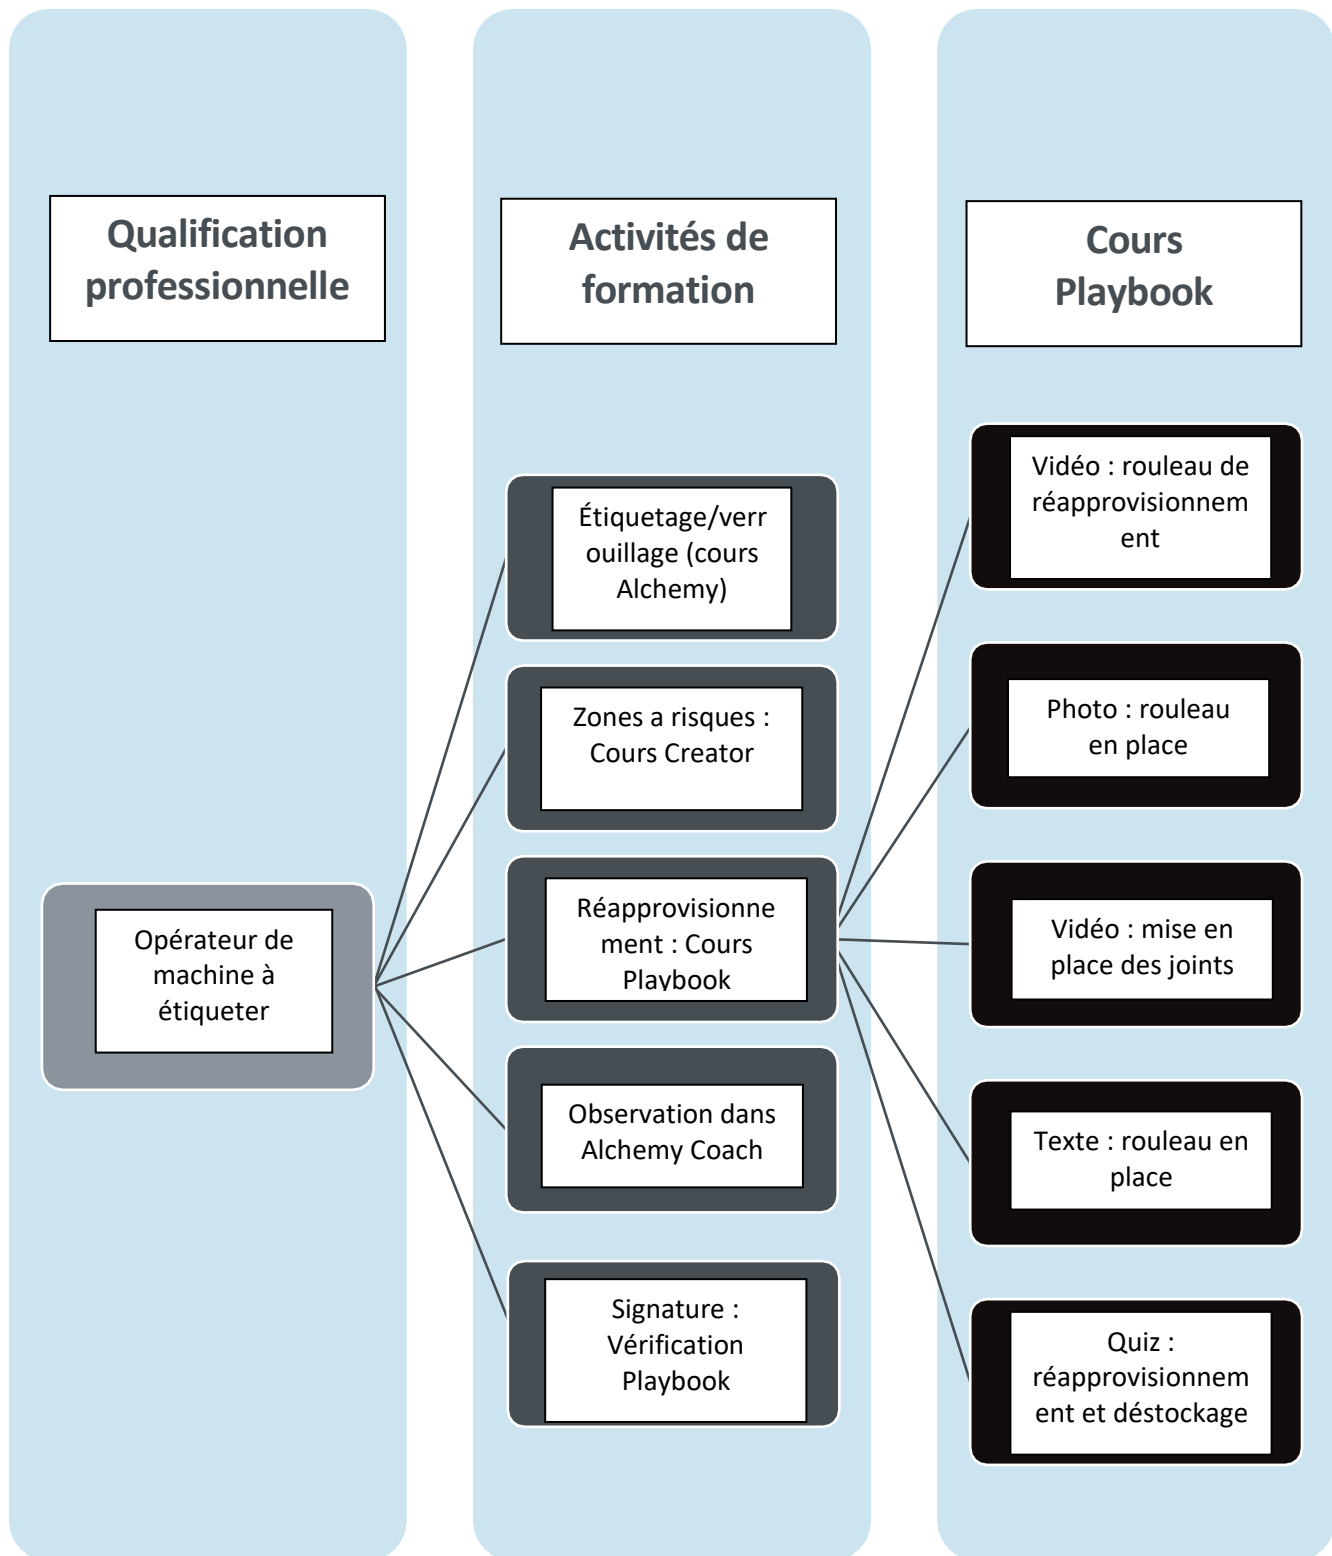 Qualification
professionnelle
Activités de
formation
Cours
Playbook
Opérateur de
machine à
étiqueter
Étiquetage/verr
ouillage (cours
Alchemy)
Zones a risques :
Cours Creator
Réapprovisionne
ment : Cours
Playbook
Observation dans
Alchemy Coach
Signature :
Vérification
Playbook
Vidéo : rouleau de
réapprovisionnem
ent
Photo : rouleau
en place
Vidéo : mise en
place des joints
Texte : rouleau en
place
Quiz :
réapprovisionnem
ent et déstockage